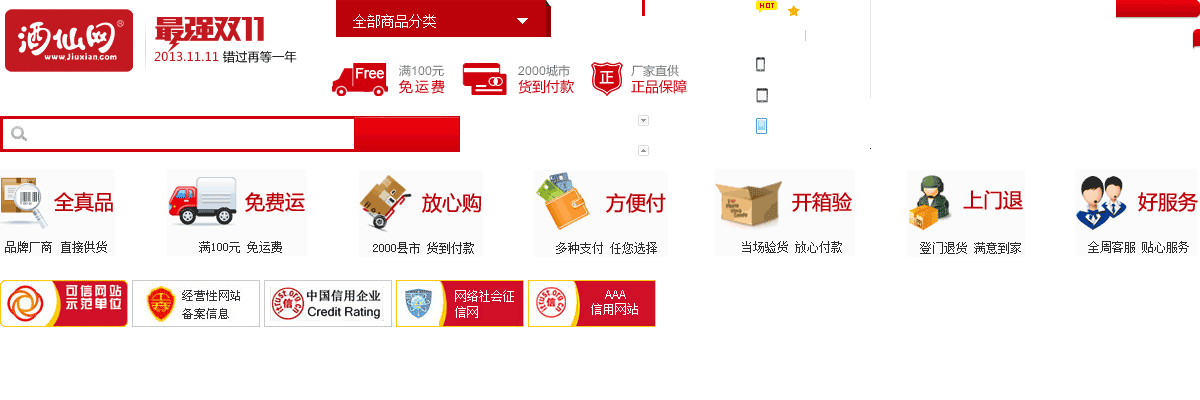 酒仙网®
www.Jiuxian.com
最强双11
2013.11.11 错过再等一年
全部商品分类
HOT
Free
满100元
免运费
2000城市
货到付款
正
厂家直供
正品保障
全真品
品牌厂商 直接供货
免费运
满100元 免运费
放心购
2000县市 货到付款
方便付
多种支付 任您选择
开箱验
当场验货 放心付款
上门退
登门退货 满意到家
好服务
全周客服 贴心服务
可信网站
示范单位
经营性网站
备案信息
信
中国信用企业
Credit Rating
网络社会征
信网
信
AAA
信用网站